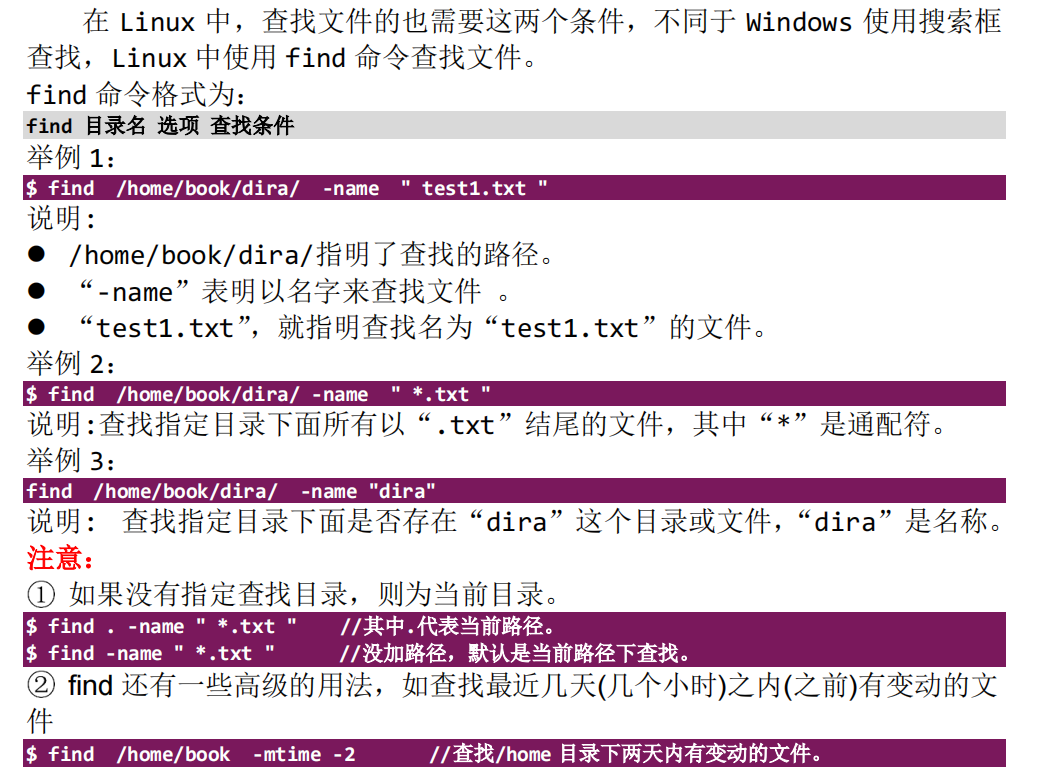 在 Linux 中，查找文件的也需要这两个条件，不同于 Windows 使用搜索框
查找，Linux 中使用 find 命令查找文件。
find 命令格式为：
find 目录名 选项 查找条件
举例 1：
$ find  /home/book/dira/  -name  " test1.txt "
说明：
● /home/book/dira/指明了查找的路径。
● “-name”表明以名字来查找文件 。
● “test1.txt”，就指明查找名为“test1.txt”的文件。
举例 2：
$ find  /home/book/dira/ -name  " *.txt "
说明:查找指定目录下面所有以“.txt”结尾的文件，其中“*”是通配符。
举例 3：
find  /home/book/dira/  -name "dira"
说明： 查找指定目录下面是否存在“dira”这个目录或文件，“dira”是名称。
注意：
① 如果没有指定查找目录，则为当前目录。
$ find . -name " *.txt "    //其中.代表当前路径。
$ find -name " *.txt "      //没加路径，默认是当前路径下查找。
② find 还有一些高级的用法，如查找最近几天(几个小时)之内(之前)有变动的文
件
$ find  /home/book  -mtime -2      //查找/home 目录下两天内有变动的文件。